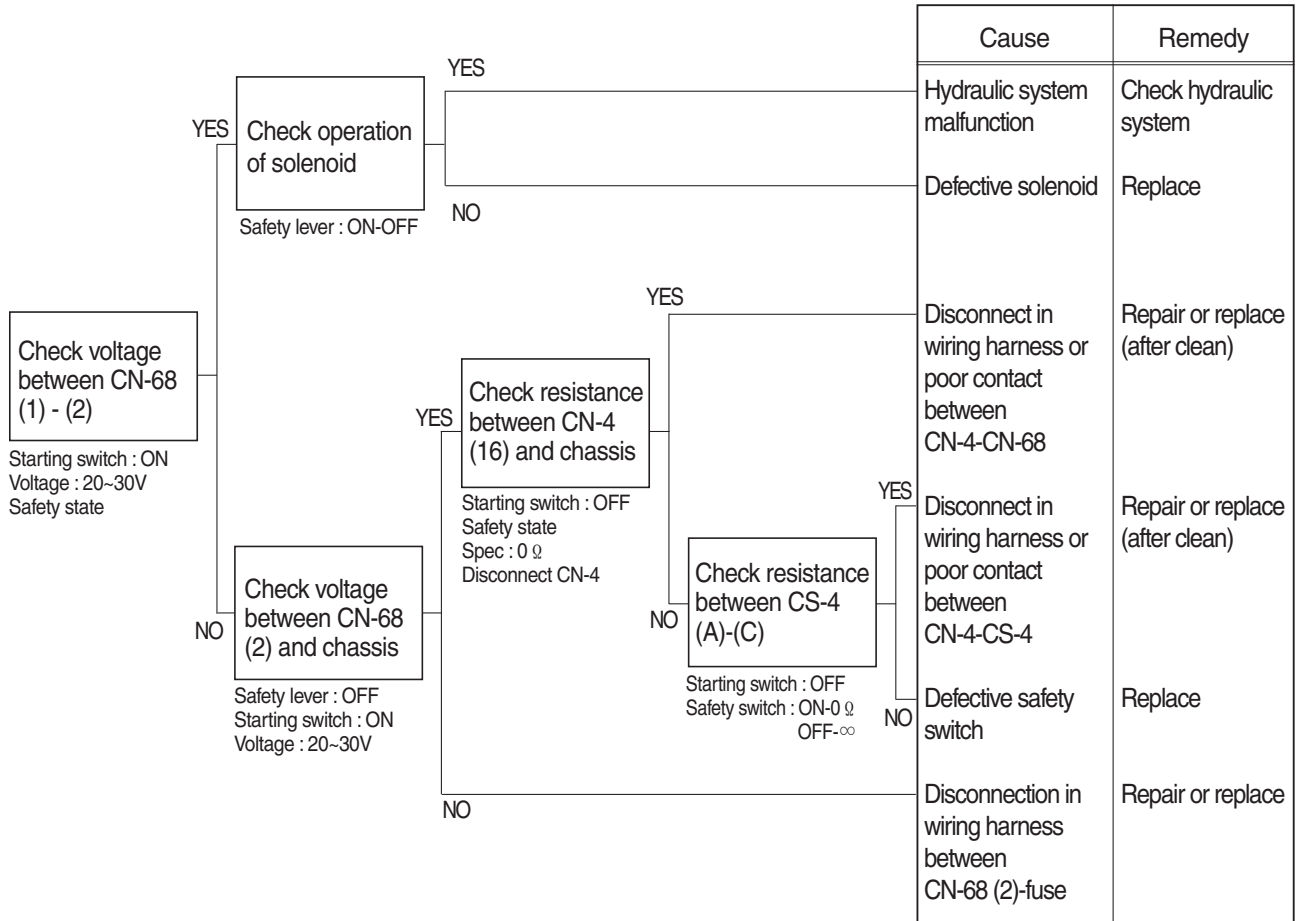 Cause
Remedy
YES
Hydraulic system
malfunction
Check hydraulic
system
YES
Check operation
of solenoid
Defective solenoid
Replace
NO
Safety lever : ON-OFF
YES
Disconnect in
wiring harness or
poor contact
between
CN-4-CN-68
Repair or replace
(after clean)
Check voltage
between CN-68
(1) - (2)
Starting switch : ON
Voltage : 20~30V
Safety state
YES
Check resistance
between CN-4
(16) and chassis
Starting switch : OFF
Safety state
Spec : 0 Ω
Disconnect CN-4
YES
Disconnect in
wiring harness or
poor contact
between
CN-4-CS-4
Repair or replace
(after clean)
NO
Check voltage
between CN-68
(2) and chassis
Safety lever : OFF
Starting switch : ON
Voltage : 20~30V
NO
Check resistance
between CS-4
(A)-(C)
Starting switch : OFF
Safety switch : ON-0 Ω
OFF-∞
NO
Defective safety
switch
Replace
NO
Disconnection in
wiring harness
between
CN-68 (2)-fuse
Repair or replace